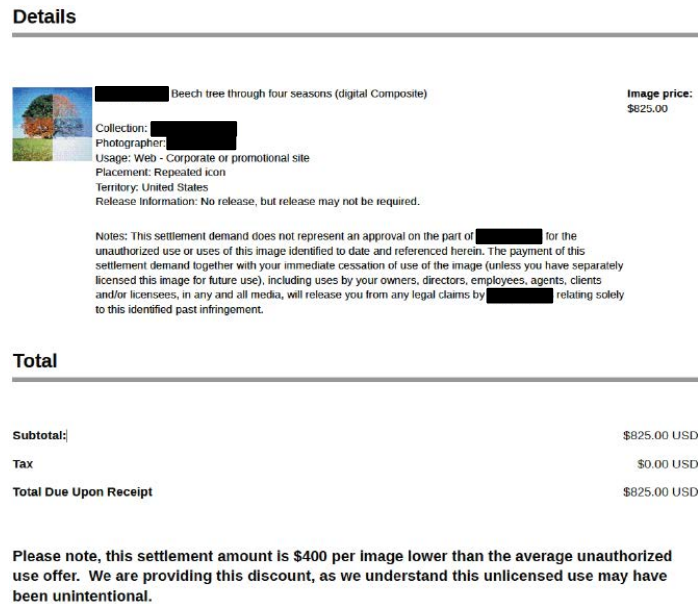 Details
Beech tree through four seasons (digital Composite)
Image price:
$825.00
Collection:
Photographer:
Usage: Web - Corporate or promotional site
Placement: Repeated icon
Territory: United States
Release Information: No release, but release may not be required.
Notes: This settlement demand does not represent an approval on the part of for the
unauthorized use or uses of this image identified to date and referenced herein. The payment of this
settlement demand together with your immediate cessation of use of the image (unless you have separately
licensed this image for future use), including uses by your owners, directors, employees, agents, clients
and/or licensees, in any and all media, will release you from any legal claims by relating solely
to this identified past infringement.
Total
Subtotal: $825.00 USD
Tax $0.00 USD
Total Due Upon Receipt $825.00 USD
Please note, this settlement amount is $400 per image lower than the average unauthorized
use offer. We are providing this discount, as we understand this unlicensed use may have
been unintentional.